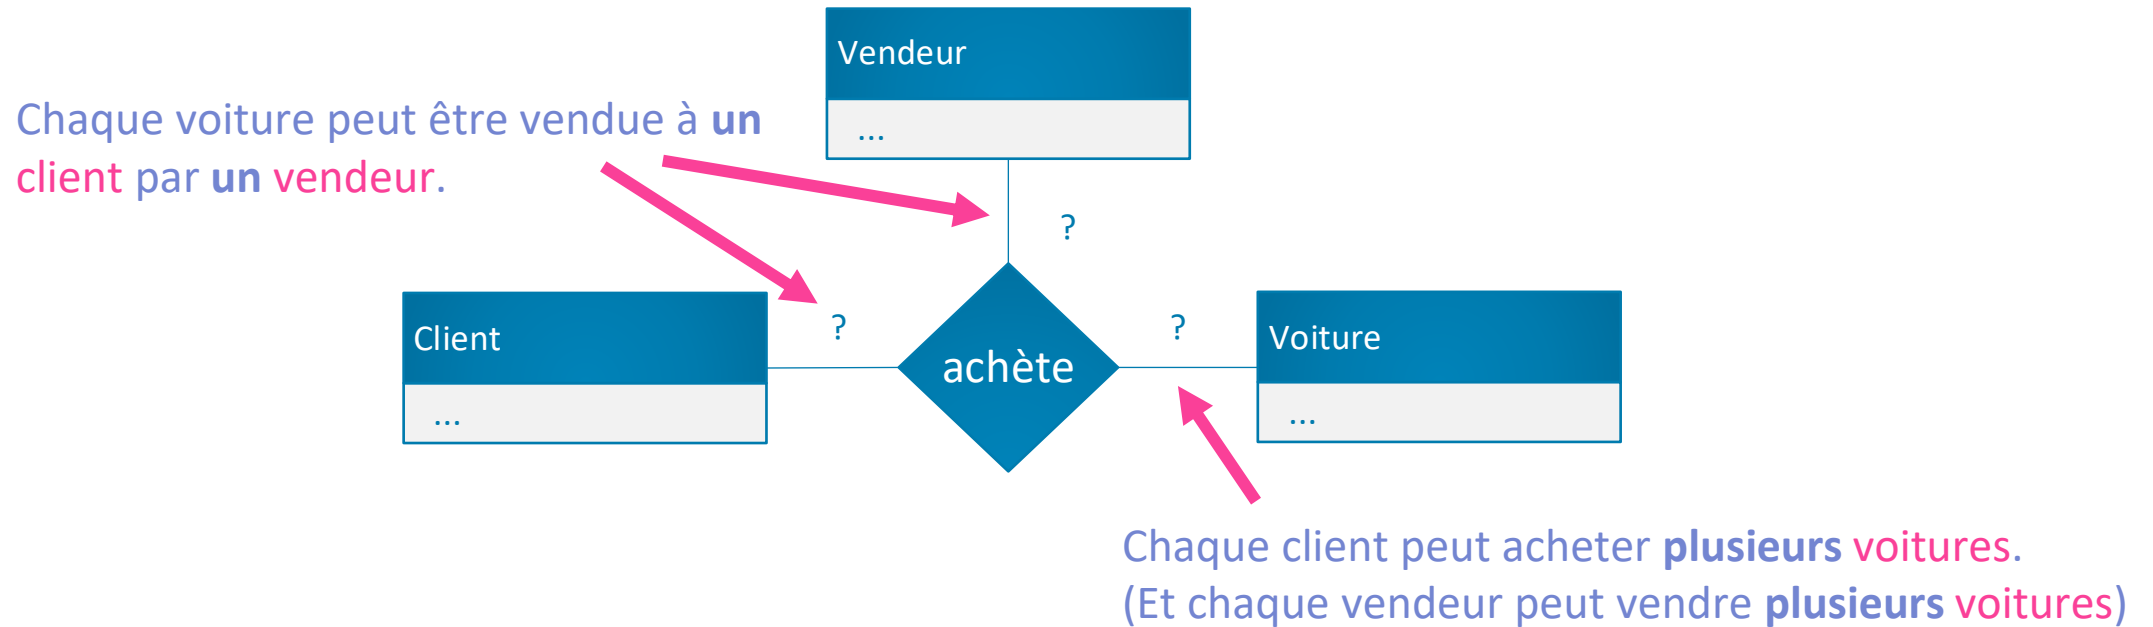 Vendeur
...
Chaque voiture peut être vendue à un
client par un vendeur.
?
Client
...
?
achète
?
Voiture
...
Chaque client peut acheter plusieurs voitures.
(Et chaque vendeur peut vendre plusieurs voitures)